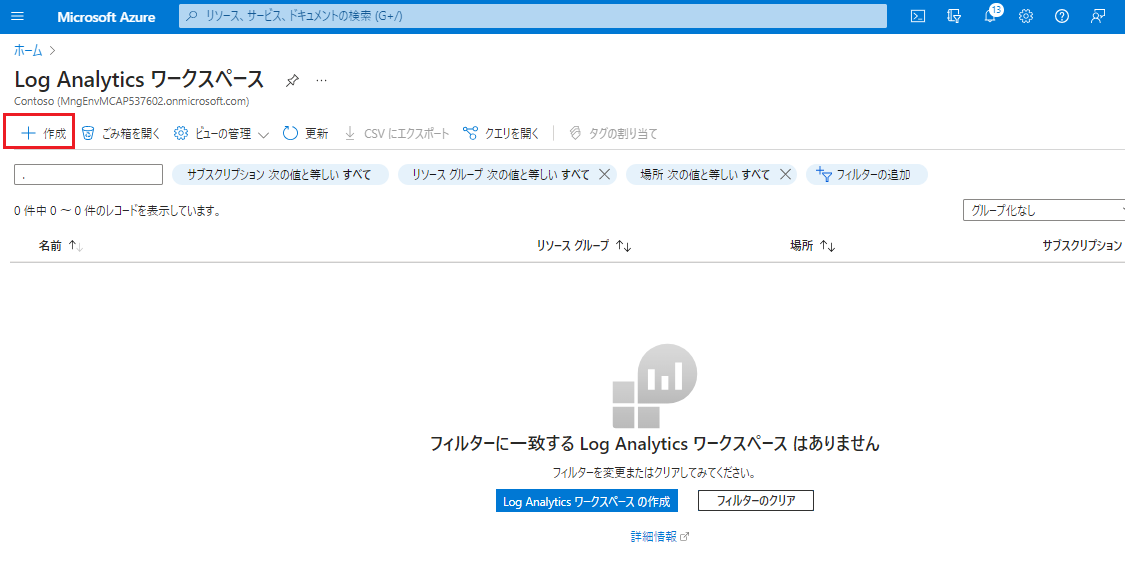 Microsoft Azure
リソース、サービス、ドキュメントの検索 (G+/)
13
ホーム
Log Analytics ワークスペース
Contoso (MngEnvMCAP537602.onmicrosoft.com)
作成 ごみ箱を開く ビューの管理 更新 CSV にエクスポート クエリを開く タグの割り当て
. サブスクリプション 次の値と等しい すべて リソース グループ 次の値と等しい すべて 場所 次の値と等しい すべて フィルターの追加
0 件中 0 ～ 0 件のレコードを表示しています。 グループ化なし
名前 リソース グループ 場所 サブスクリプション
フィルターに一致する Log Analytics ワークスペース はありません
フィルターを変更またはクリアしてみてください。
Log Analytics ワークスペース の作成 フィルターのクリア
詳細情報